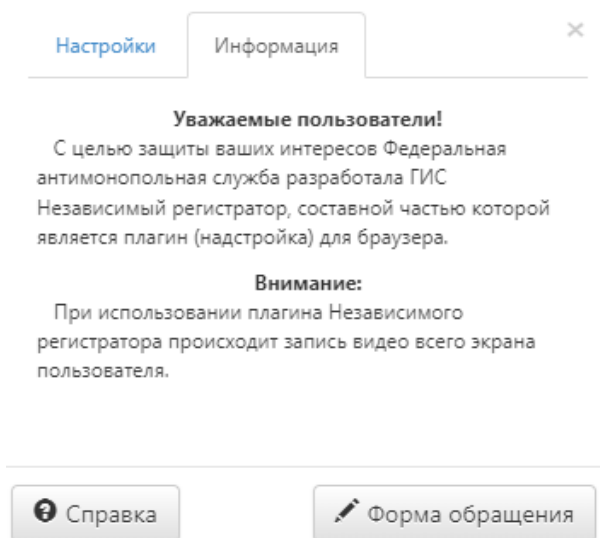 Настройки
Информация
×
Уважаемые пользователи!
С целью защиты ваших интересов Федеральная
антимонопольная служба разработала ГИС
Независимый регистратор, составной частью которой
является плагин (надстройка) для браузера.
Внимание:
При использовании плагина Независимого
регистратора происходит запись видео всего экрана
пользователя.
Справка
Форма обращения